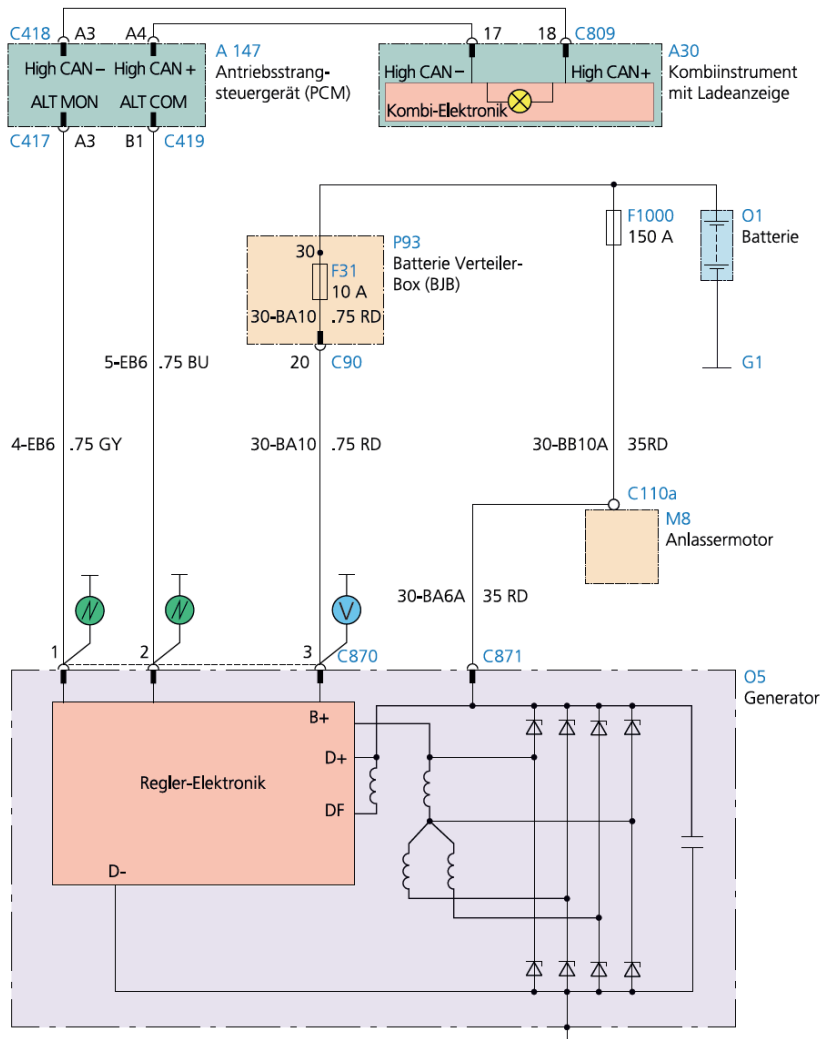 C418 A3 A4 A 147
17 18 C809 A30
High CAN− High CAN+
Antriebsstrang-
steuergerät (PCM)
ALT MON ALT COM
High CAN− High CAN+
Kombiinstrument
mit Ladeanzeige
Kombi-Elektronik
C417 A3 B1 C419
F1000
150 A
O1
Batterie
P93
Batterie Verteiler-
Box (BJB)
30
F31
10 A
30-BA10 .75 RD
20 C90
G1
5-EB6 .75 BU
4-EB6 .75 GY
30-BA10 .75 RD
30-BB10A 35RD
C110a
M8
Anlassermotor
30-BA6A 35 RD
V
1 2 3 C870 C871
O5
Generator
B+
D+
Regler-Elektronik
DF
D-